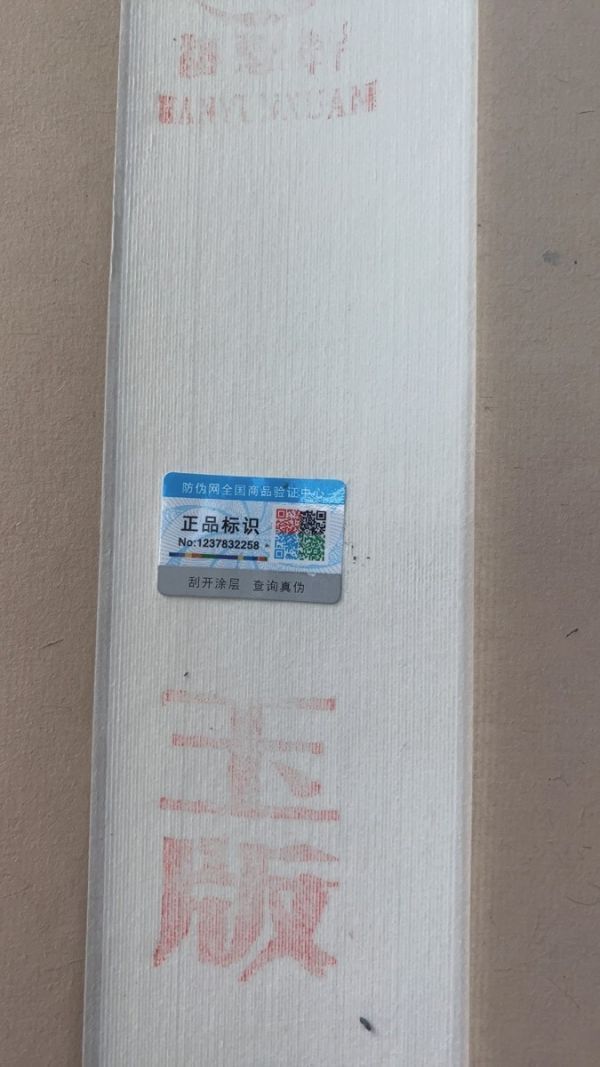 防伪网全国商品验证中心
正品标识
No:1237832258
刮开涂层 查询真伪
玉
版